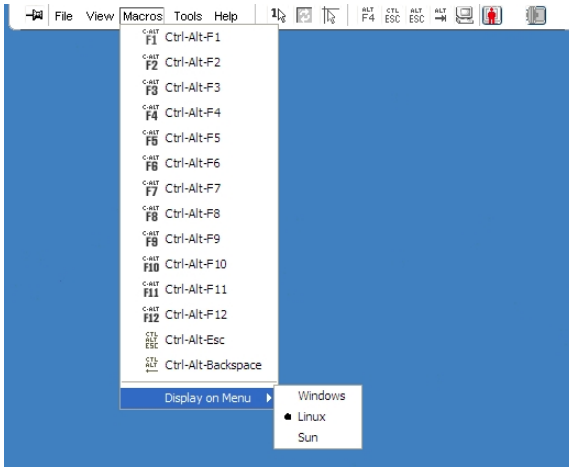 File View Macros Tools Help 1 ALT F4 CTL ESC ALT ESC ALT
C-ALT F1 Ctrl-Alt-F1
C-ALT F2 Ctrl-Alt-F2
C-ALT F3 Ctrl-Alt-F3
C-ALT F4 Ctrl-Alt-F4
C-ALT F5 Ctrl-Alt-F5
C-ALT F6 Ctrl-Alt-F6
C-ALT F7 Ctrl-Alt-F7
C-ALT F8 Ctrl-Alt-F8
C-ALT F9 Ctrl-Alt-F9
C-ALT F10 Ctrl-Alt-F10
C-ALT F11 Ctrl-Alt-F11
C-ALT F12 Ctrl-Alt-F12
CTL ALT ESC Ctrl-Alt-Esc
CTL ALT Ctrl-Alt-Backspace
Display on Menu
Windows
Linux
Sun